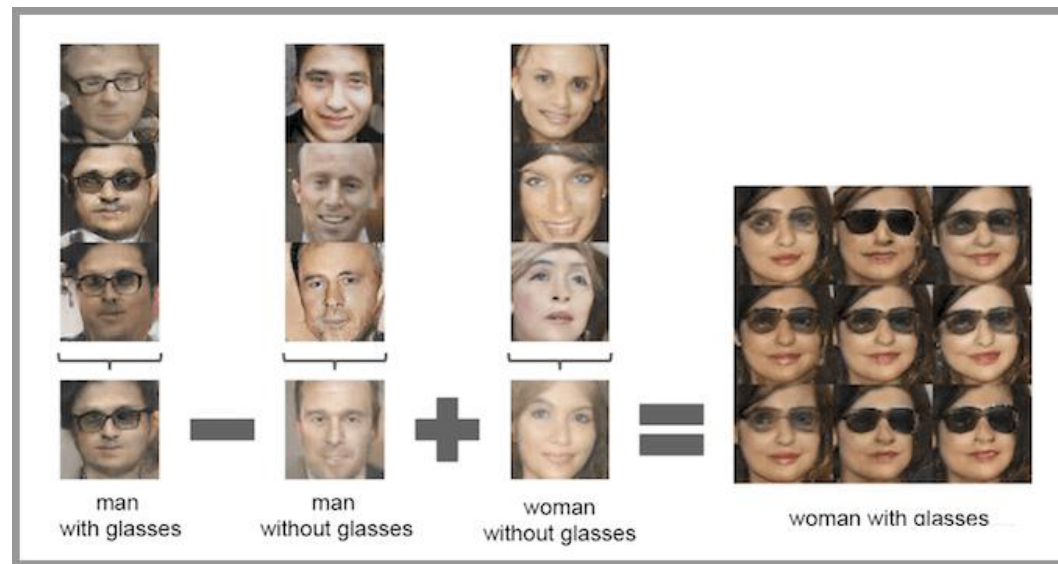 man
with glasses
man
without glasses
woman
without glasses
woman with glasses